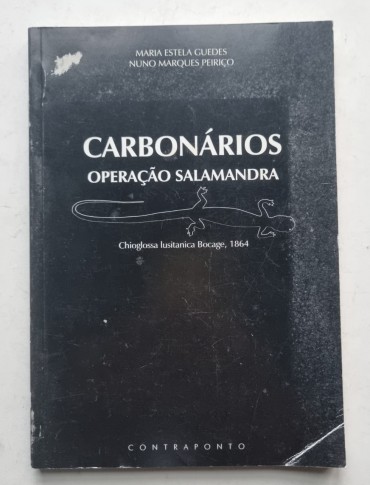 MARIA ESTELA GUEDES
NUNO MARQUES PEIRIÇO
CARBONÁRIOS
OPERAÇÃO SALAMANDRA
Chioglossa lusitanica Bocage, 1864
CONTRAPONTO